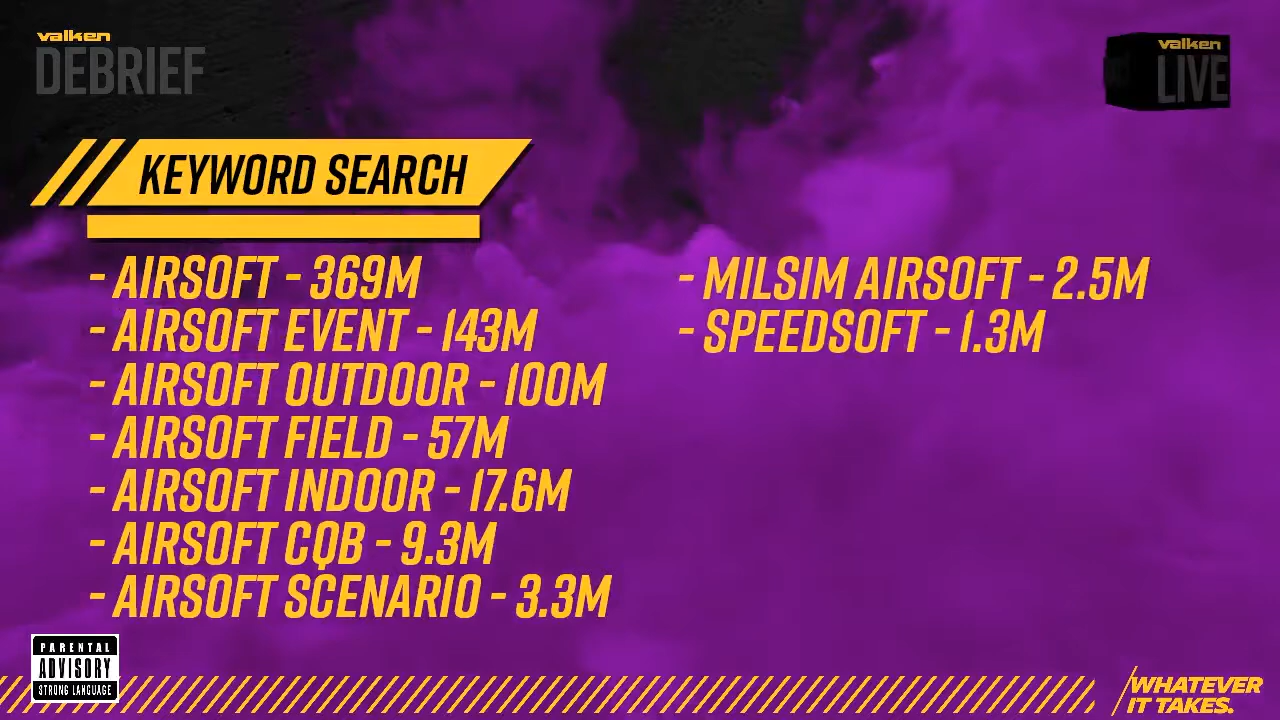 valken
DEBRIEF
valken
LIVE
KEYWORD SEARCH
- AIRSOFT - 369M
- AIRSOFT EVENT - 143M
- AIRSOFT OUTDOOR - 100M
- AIRSOFT FIELD - 57M
- AIRSOFT INDOOR - 17.6M
- AIRSOFT CQB - 9.3M
- AIRSOFT SCENARIO - 3.3M
- MILSIM AIRSOFT - 2.5M
- SPEEDSOFT - 1.3M
PARENTAL
ADVISORY
STRONG LANGUAGE
WHATEVER
IT TAKES.